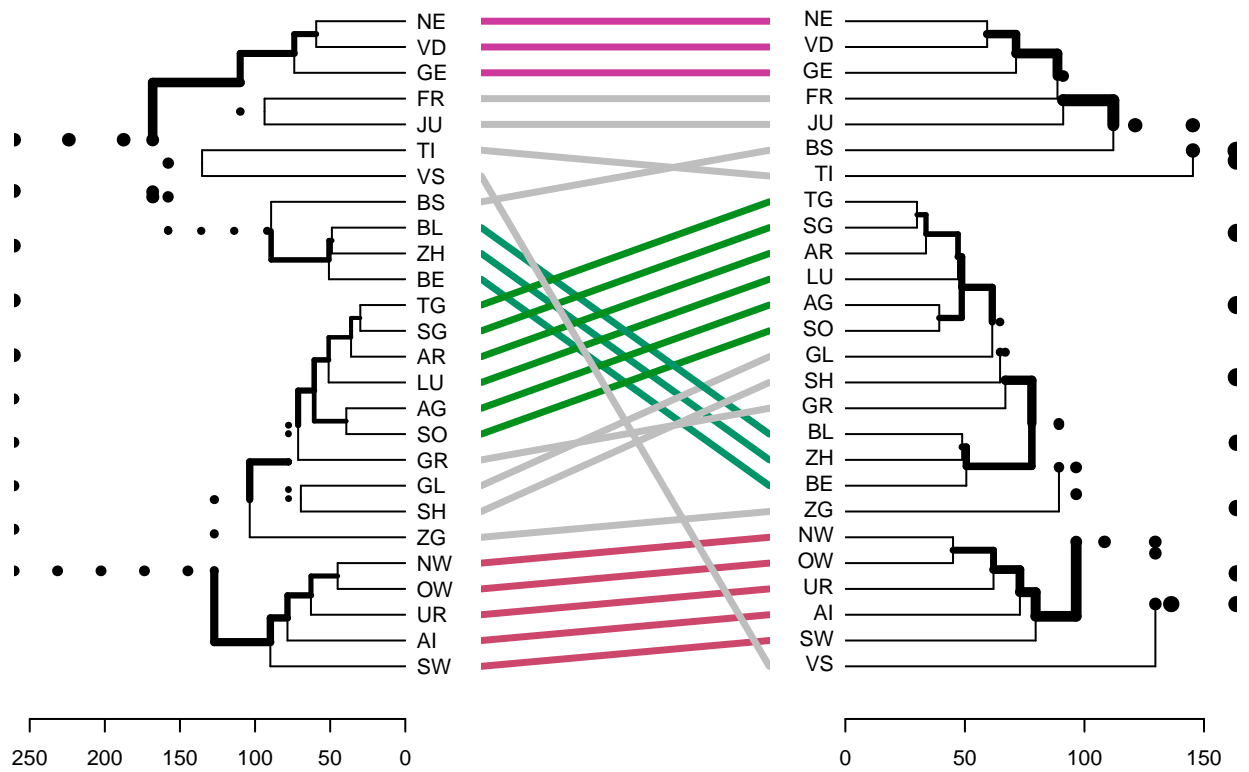 NE NE
VD VD
GE GE
FR FR
JU JU
TI BS
VS TI
BS TG
BL SG
ZH AR
BE LU
TG AG
SG SO
AR GL
LU SH
AG GR
SO BL
GR ZH
GL BE
SH ZG
ZG NW
NW OW
OW UR
UR AI
AI SW
SW VS
250 200 150 100 50 0 0 50 100 150